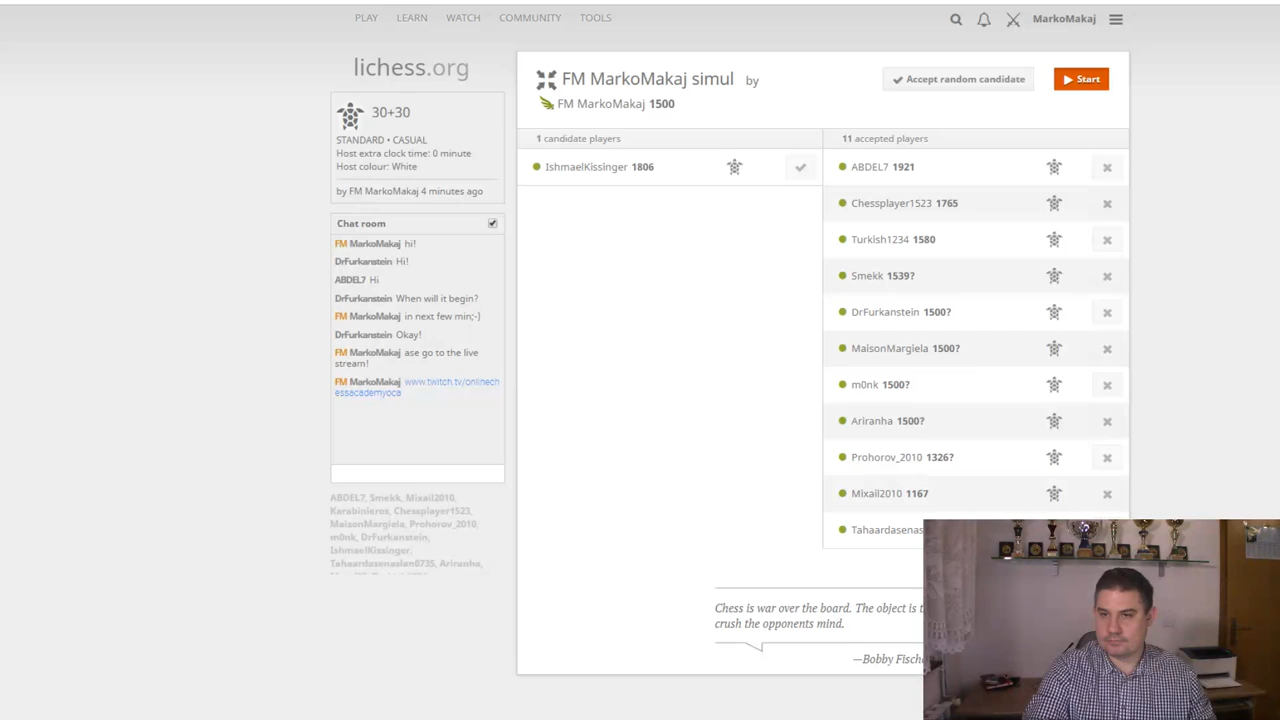 PLAY LEARN WATCH COMMUNITY TOOLS
MarkoMakaj
lichess.org
30+30
STANDARD • CASUAL
Host extra clock time: 0 minute
Host colour: White
by FM MarkoMakaj 4 minutes ago
Chat room
FM MarkoMakaj hi!
DrFurkanstein Hi!
ABDEL7 Hi
DrFurkanstein When will it begin?
FM MarkoMakaj in next few min;-)
DrFurkanstein Okay!
FM MarkoMakaj ase go to the live
stream!
FM MarkoMakaj www.twitch.tv/onlinech
essacademyoca
ABDEL7, Smekk, Mixail2010,
Karabinieros, Chessplayer1523,
MaisonMargiela, Prohorov_2010,
m0nk, DrFurkanstein,
IshmaelKissinger,
Tahaardasenaslan0735, Ariranha,
FM MarkoMakaj simul by
FM MarkoMakaj 1500
Accept random candidate
Start
1 candidate players
IshmaelKissinger 1806
11 accepted players
ABDEL7 1921
Chessplayer1523 1765
Turkish1234 1580
Smekk 1539?
DrFurkanstein 1500?
MaisonMargiela 1500?
m0nk 1500?
Ariranha 1500?
Prohorov_2010 1326?
Mixail2010 1167
Tahaardasenas
Chess is war over the board. The object is t
crush the opponents mind.
—Bobby Fische